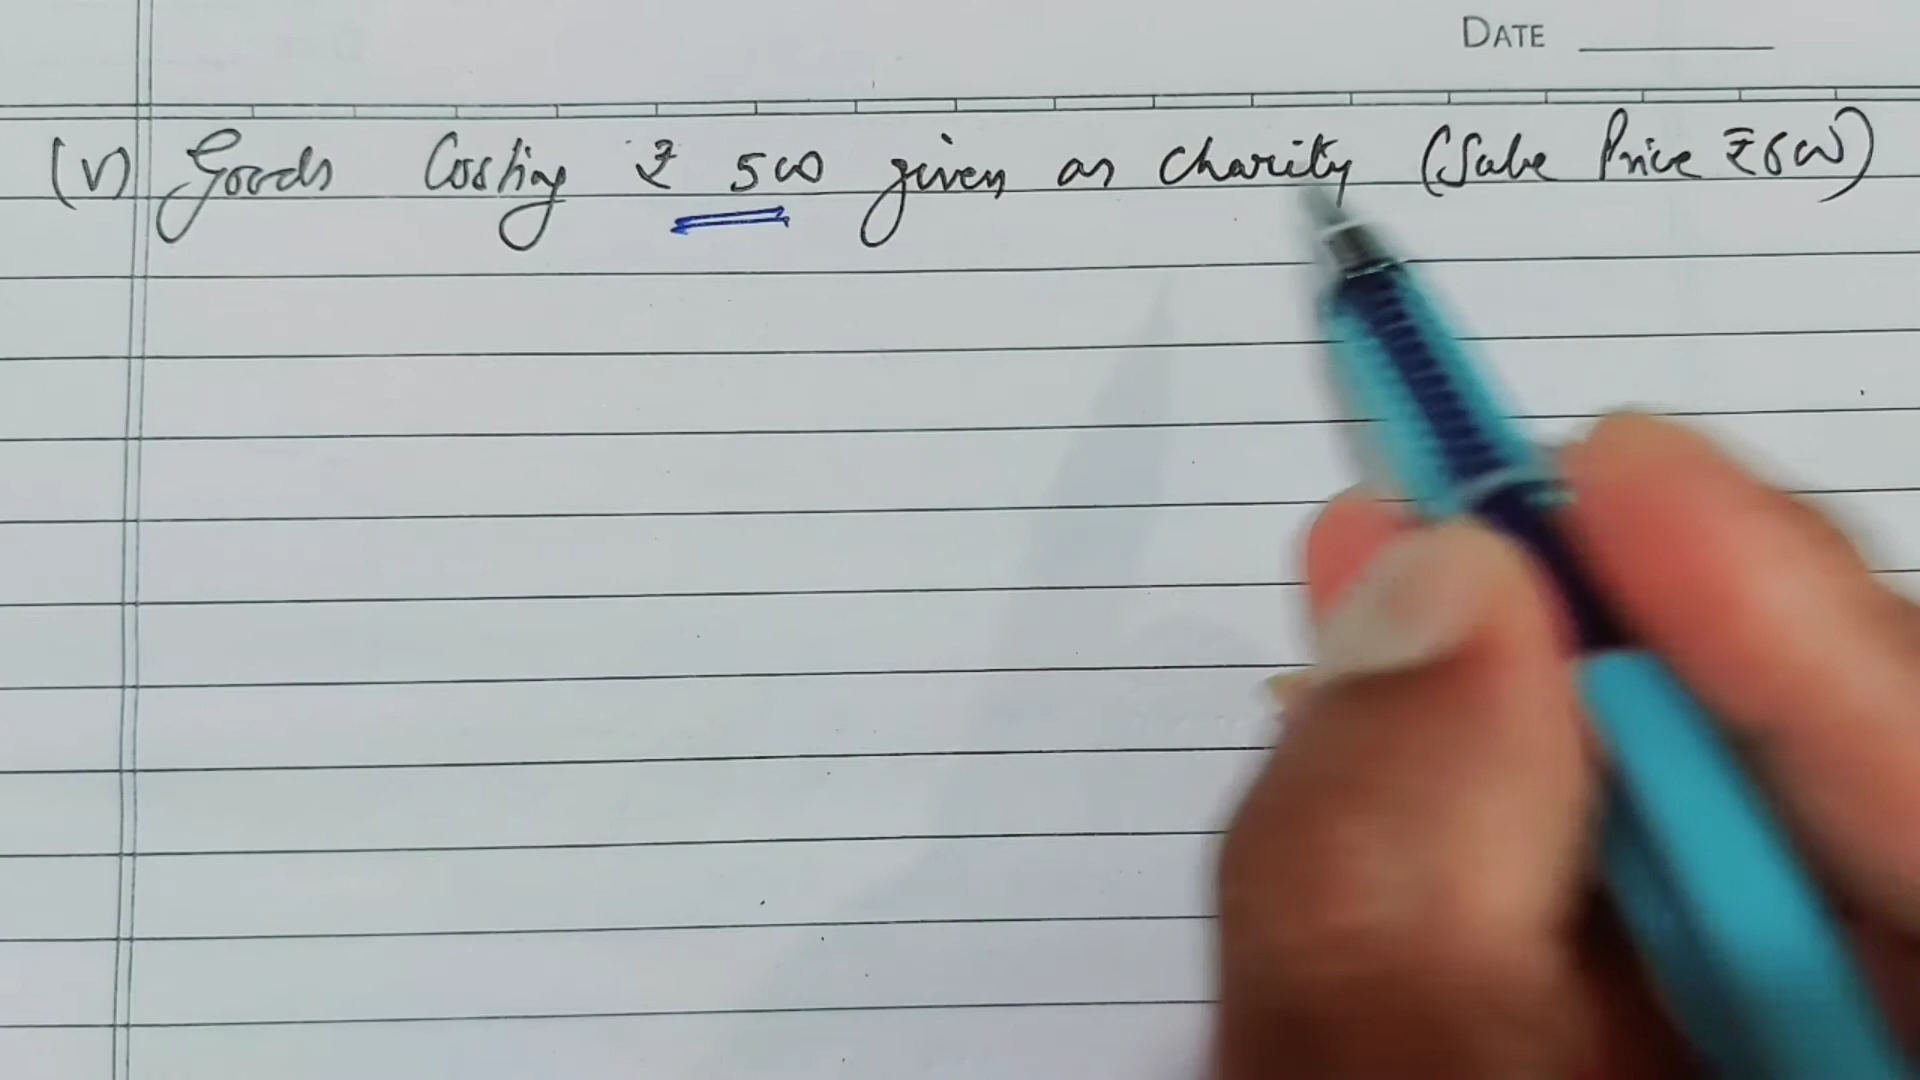 DATE
(V) Goods Costing ₹ 500 given as Charity (Sale Price ₹600)